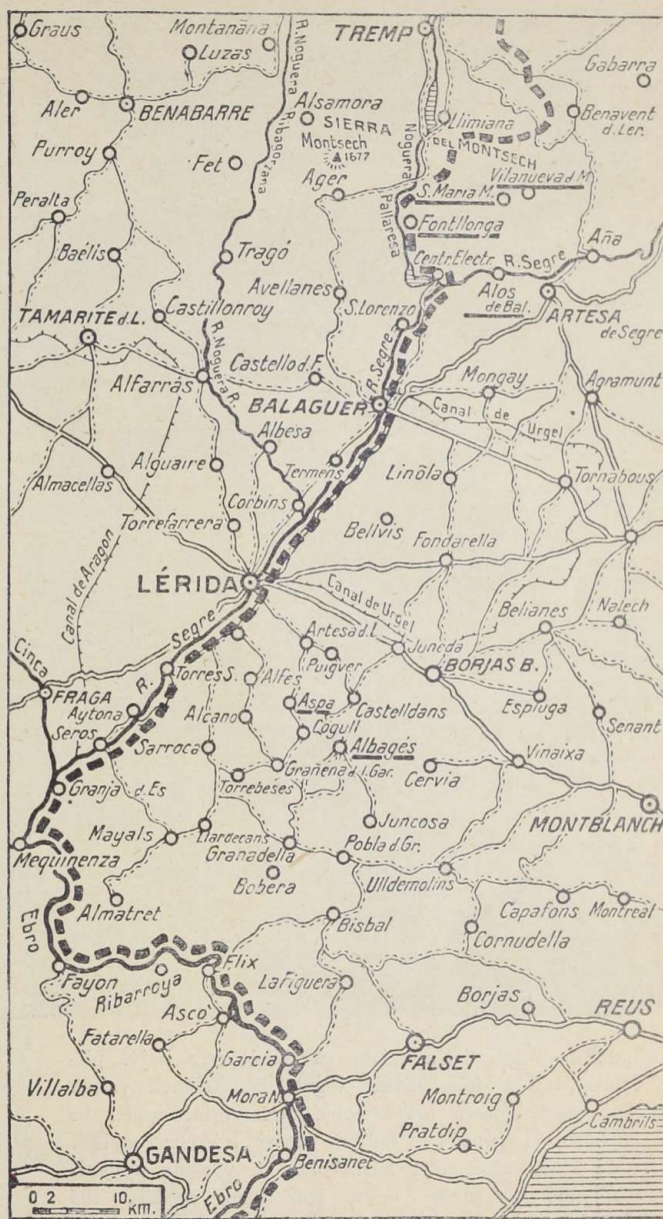 Graus
Montanana
Luzas
TREMP
Gabarra
R. Noguera Ribagorzana
Aler
BENABARRE
Alsamora
SIERRA
DEL MONTSECH
Montsech
1677
Llimiana
Benavent d. Ler.
Purroy
Fet
Ager
Noguera Pallaresa
S. Maria M.
Vilanueva d. M.
Fontllonga
Peralta
Baélis
Tragó
Centr. Electr.
R. Segre
Aña
Avellanes
Alos de Bal.
ARTESA de Segre
Castillonroy
S. Lorenzo
TAMARITE d. L.
R. Noguera R.
R. Segre
Castello d. F.
Alfarrás
BALAGUER
Mongay
Agramunt
Canal de Urgel
Albesa
Alguaire
Termens
Liñola
Tornabous
Almacellas
Corbins
Torrefarrera
Bellvis
Fondarella
LÉRIDA
Canal de Aragon
Canal de Urgel
Segre R.
Artesa d. L.
Juneda
Belianes
Nalech
Puigver
BORJAS B.
Cinca
FRAGA
Torres S.
Alfes
Aspa
Castelldans
Espluga
Senant
Aytona
Alcano
Cogull
Seros
Sarroca
Albagés
Grañena d. l. Gar.
Cervia
Vinaixa
Torrebeses
Granja d. Es
Juncosa
MONTBLANCH
Mayals
Llardecans
Granadella
Pobla d. Gr.
Mequinenza
Bobera
Ulldemolins
Almatret
Capafons
Montreal
Ebro
Bisbal
Cornudella
Fayon
Ribarroya
Flix
La Figuera
Borjas
REUS
Ascó
Fatarella
Garcia
FALSET
Villalba
Mora N.
Montroig
Cambrils
Pratdip
GANDESA
Benisanet
Ebro
0 2 10.
Km.